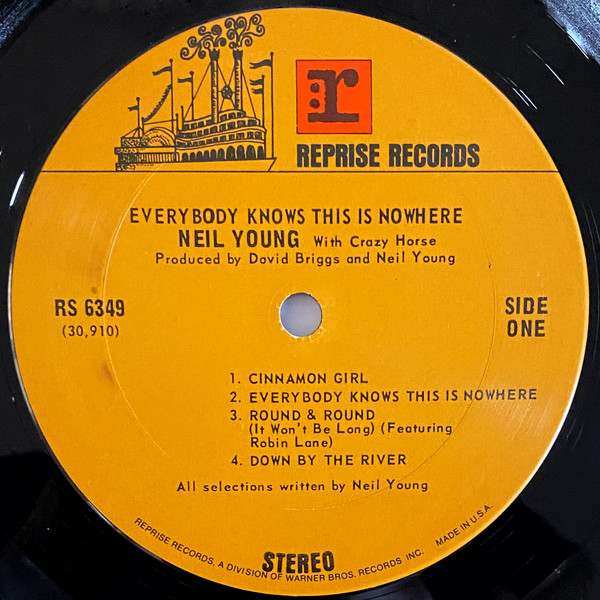 r:
REPRISE RECORDS
EVERYBODY KNOWS THIS IS NOWHERE
NEIL YOUNG With Crazy Horse
Produced by David Briggs and Neil Young
RS 6349
(30,910)
SIDE
ONE
1. CINNAMON GIRL
2. EVERYBODY KNOWS THIS IS NOWHERE
3. ROUND & ROUND
(It Won't Be Long) (Featuring
Robin Lane)
4. DOWN BY THE RIVER
All selections written by Neil Young
STEREO
REPRISE RECORDS, A DIVISION OF WARNER BROS. RECORDS INC. MADE IN U.S.A.